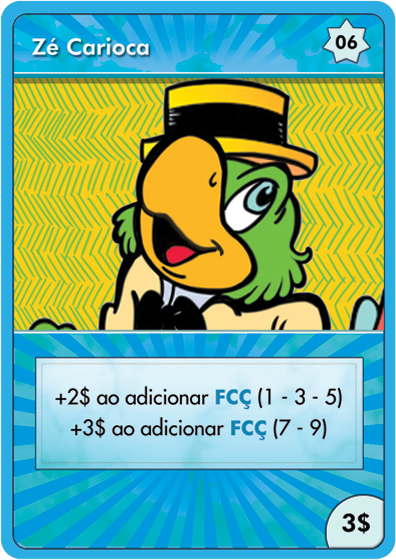 Zé Carioca
06
+2$ ao adicionar FCÇ (1 - 3 - 5)
+3$ ao adicionar FCÇ (7 - 9)
3$